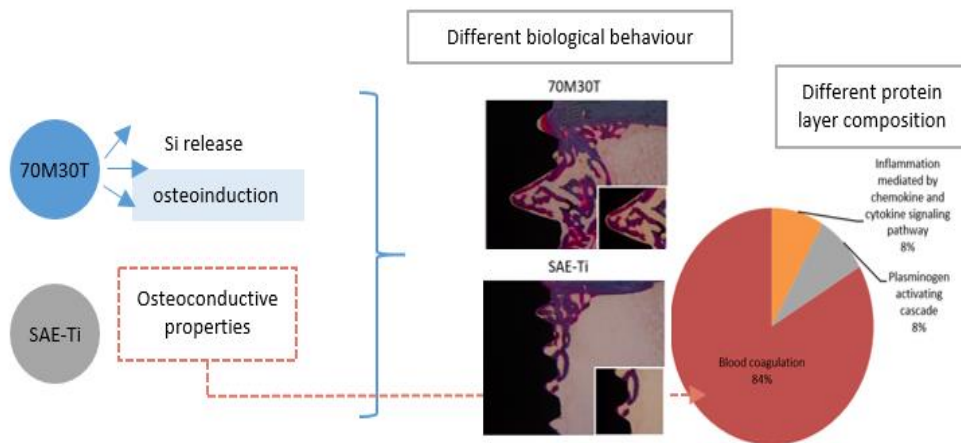 Different biological behaviour
70M30T
Si release
osteoinduction
SAE-Ti
Osteoconductive
properties
70M30T
SAE-Ti
Different protein
layer composition
Inflammation
mediated by
chemokine and
cytokine signaling
pathway
8%
Plasminogen
activating
cascade
8%
Blood coagulation
84%